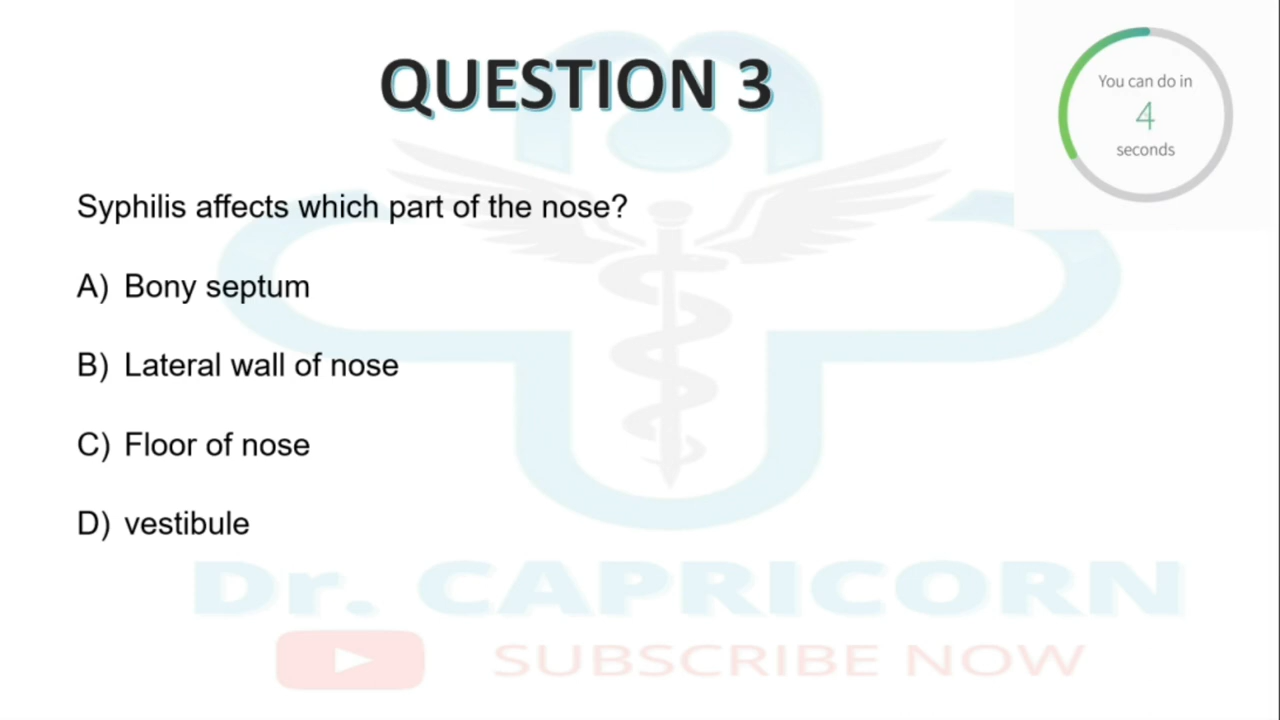 QUESTION 3
You can do in
4
seconds
Syphilis affects which part of the nose?
A) Bony septum
B) Lateral wall of nose
C) Floor of nose
D) vestibule
Dr. CAPRICORN
SUBSCRIBE NOW